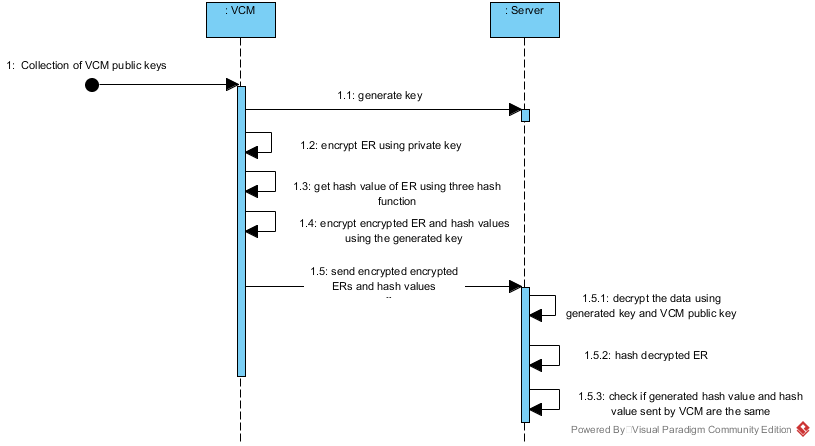 : VCM
: Server
1:  Collection of VCM public keys
1.1: generate key
1.2: encrypt ER using private key
1.3: get hash value of ER using three hash
function
1.4: encrypt encrypted ER and hash values
using the generated key
1.5: send encrypted encrypted
ERs and hash values
1.5.1: decrypt the data using
generated key and VCM public key
1.5.2: hash decrypted ER
1.5.3: check if generated hash value and hash
value sent by VCM are the same
Powered By Visual Paradigm Community Edition